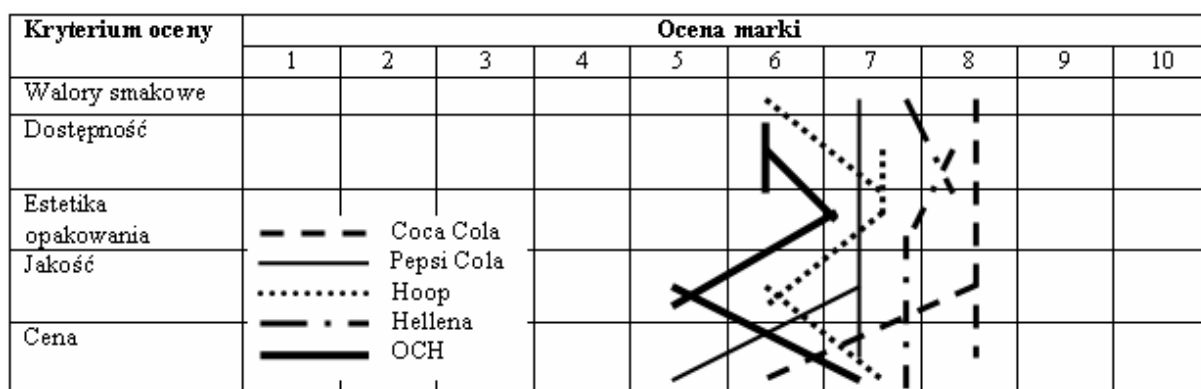 Kryterium oceny Ocena marki
1 2 3 4 5 6 7 8 9 10
Walory smakowe
Dostępność
Estetika
opakowania
Jakość
Cena
Coca Cola
Pepsi Cola
Hoop
Hellena
OCH